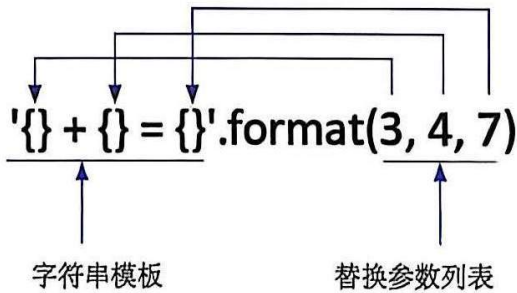 '{} + {} = {}'.format(3, 4, 7)
字符串模板 替换参数列表